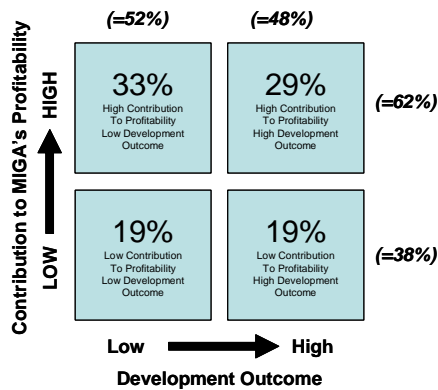 (=52%)
(=48%)
33%
High Contribution
To Profitability
Low Development
Outcome
29%
High Contribution
To Profitability
High Development
Outcome
(=62%)
19%
Low Contribution
To Profitability
Low Development
Outcome
19%
Low Contribution
To Profitability
High Development
Outcome
(=38%)
Contribution to MIGA's Profitability
HIGH
LOW
Low
High
Development Outcome